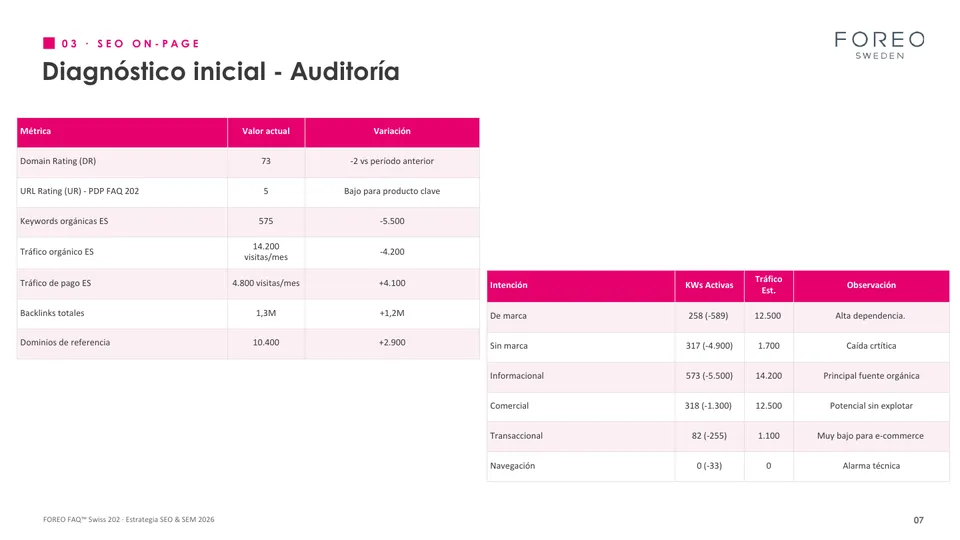 03 · SEO ON-PAGE
FOREO
SWEDEN
Diagnóstico inicial - Auditoría
Métrica Valor actual Variación
Domain Rating (DR) 73 -2 vs período anterior
URL Rating (UR) - PDP FAQ 202 5 Bajo para producto clave
Keywords orgánicas ES 575 -5.500
Tráfico orgánico ES 14.200 visitas/mes -4.200
Tráfico de pago ES 4.800 visitas/mes +4.100
Backlinks totales 1,3M +1,2M
Dominios de referencia 10.400 +2.900
Intención KWs Activas Tráfico Est. Observación
De marca 258 (-589) 12.500 Alta dependencia.
Sin marca 317 (-4.900) 1.700 Caída crtítica
Informacional 573 (-5.500) 14.200 Principal fuente orgánica
Comercial 318 (-1.300) 12.500 Potencial sin explotar
Transaccional 82 (-255) 1.100 Muy bajo para e-commerce
Navegación 0 (-33) 0 Alarma técnica
FOREO FAQ™ Swiss 202 · Estrategia SEO & SEM 2026
07